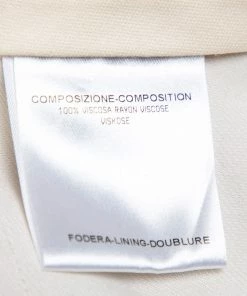 COMPOSIZIONE-COMPOSITION
100% VISCOSA RAYON VISCOSE
VISKOSE
FODERA-LINING-DOUBLURE